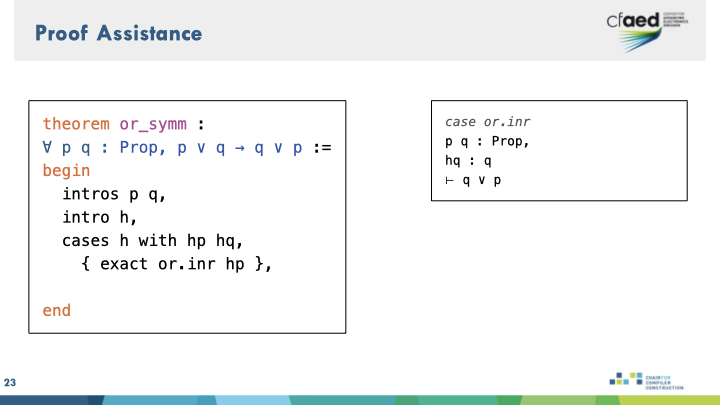 Proof Assistance
cfaed
CENTER FOR
ADVANCING
ELECTRONICS
DRESDEN
theorem or_symm :
∀ p q : Prop, p ∨ q → q ∨ p :=
begin
intros p q,
intro h,
cases h with hp hq,
{ exact or.inr hp },
end
case or.inr
p q : Prop,
hq : q
⊢ q ∨ p
23
CHAIR FOR
COMPILER
CONSTRUCTION